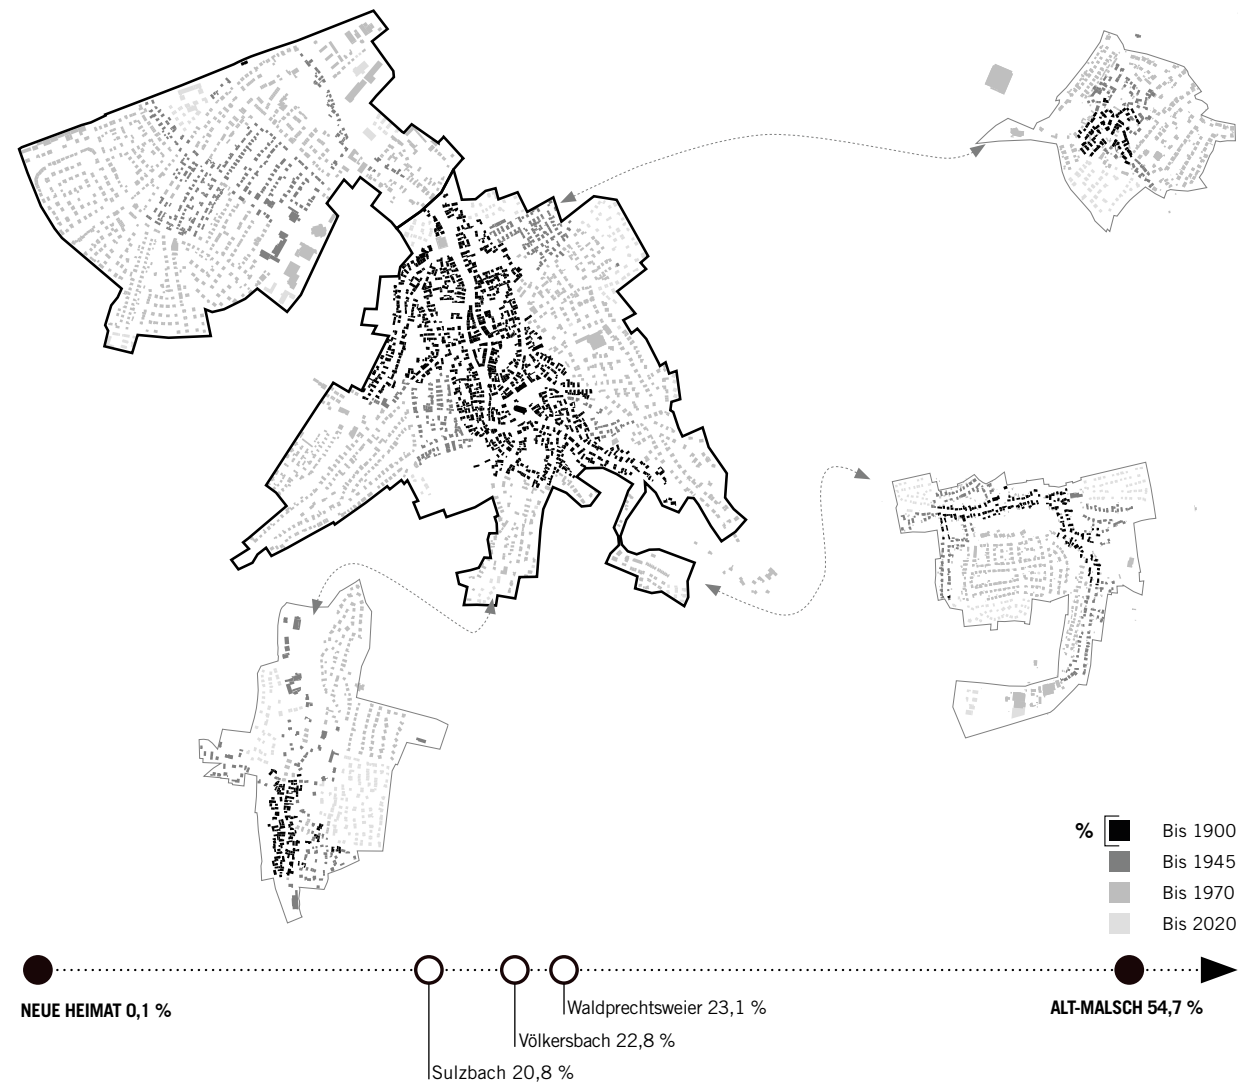 % Bis 1900
Bis 1945
Bis 1970
Bis 2020
NEUE HEIMAT 0,1 %
Waldprechtsweier 23,1 %
ALT-MALSCH 54,7 %
Völkersbach 22,8 %
Sulzbach 20,8 %